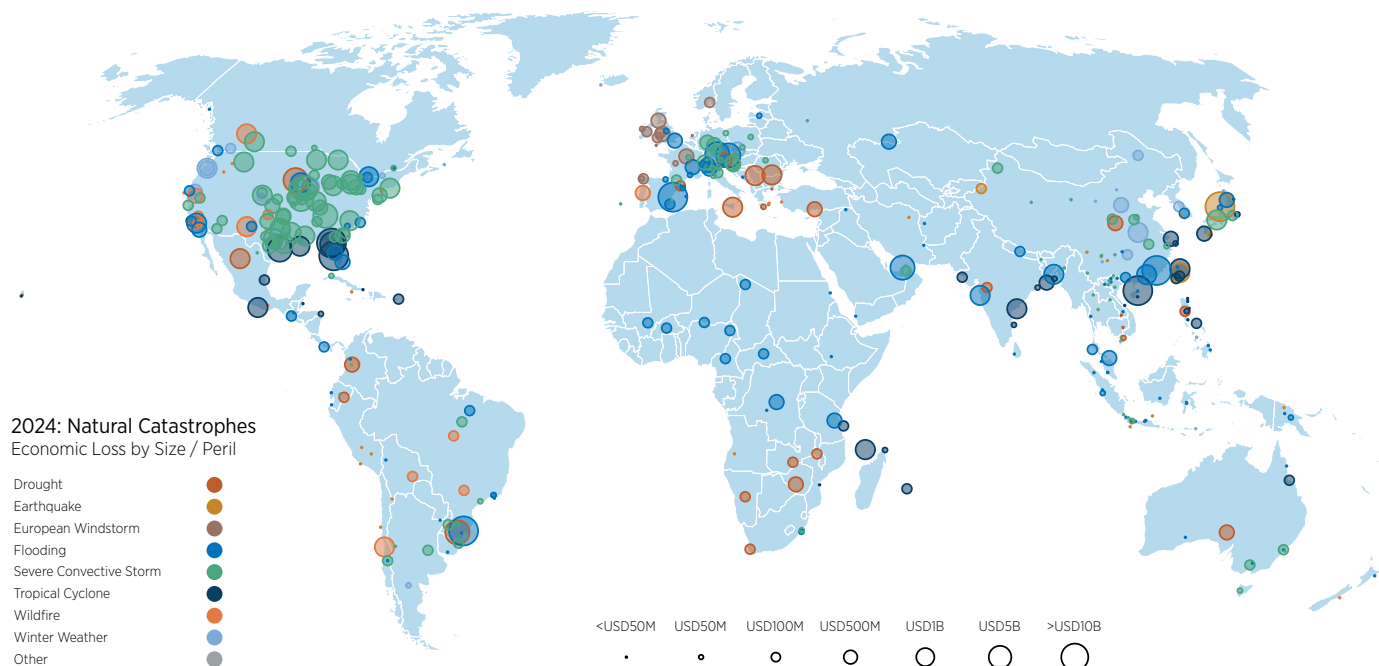 2024: Natural Catastrophes
Economic Loss by Size / Peril
Drought
Earthquake
European Windstorm
Flooding
Severe Convective Storm
Tropical Cyclone
Wildfire
Winter Weather
Other
<USD50M USD50M USD100M USD500M USD1B USD5B >USD10B